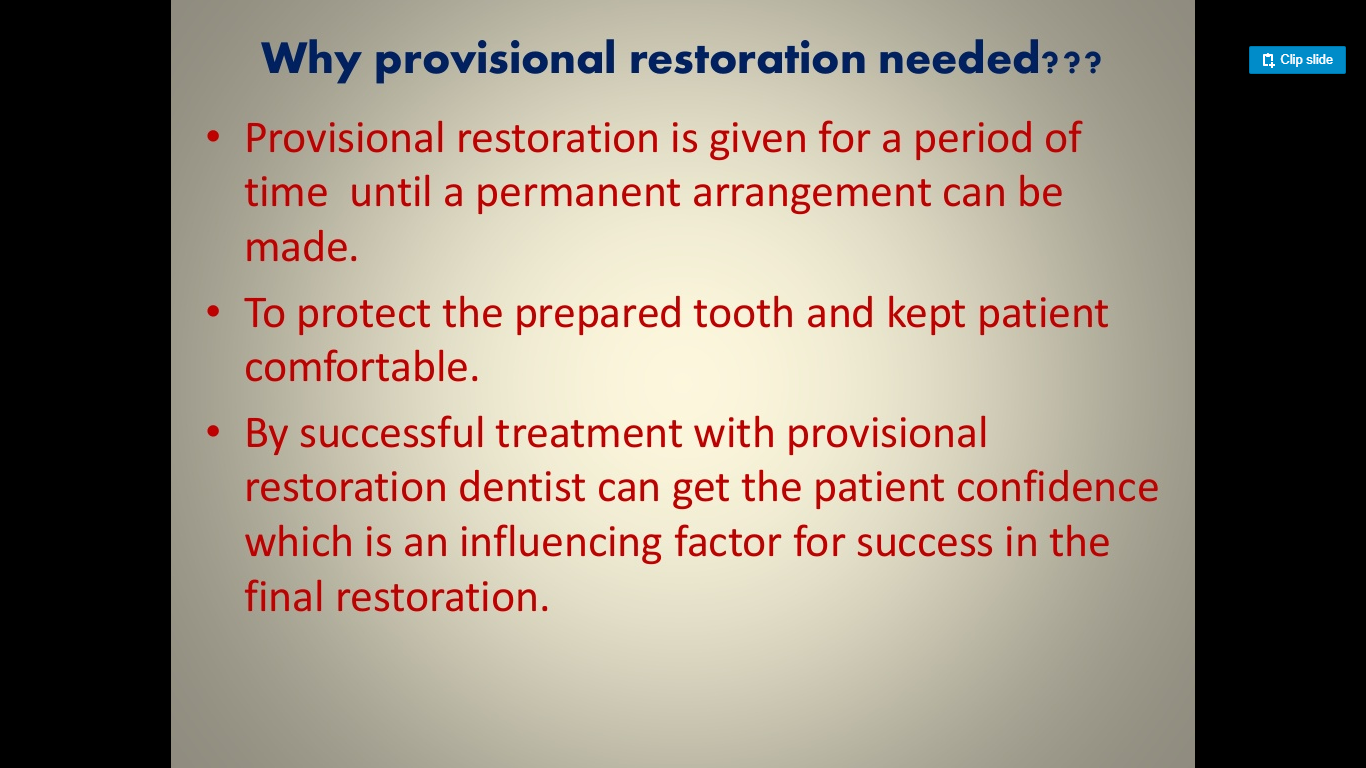 Why provisional restoration needed???
Clip slide
• Provisional restoration is given for a period of
time  until a permanent arrangement can be
made.
• To protect the prepared tooth and kept patient
comfortable.
• By successful treatment with provisional
restoration dentist can get the patient confidence
which is an influencing factor for success in the
final restoration.